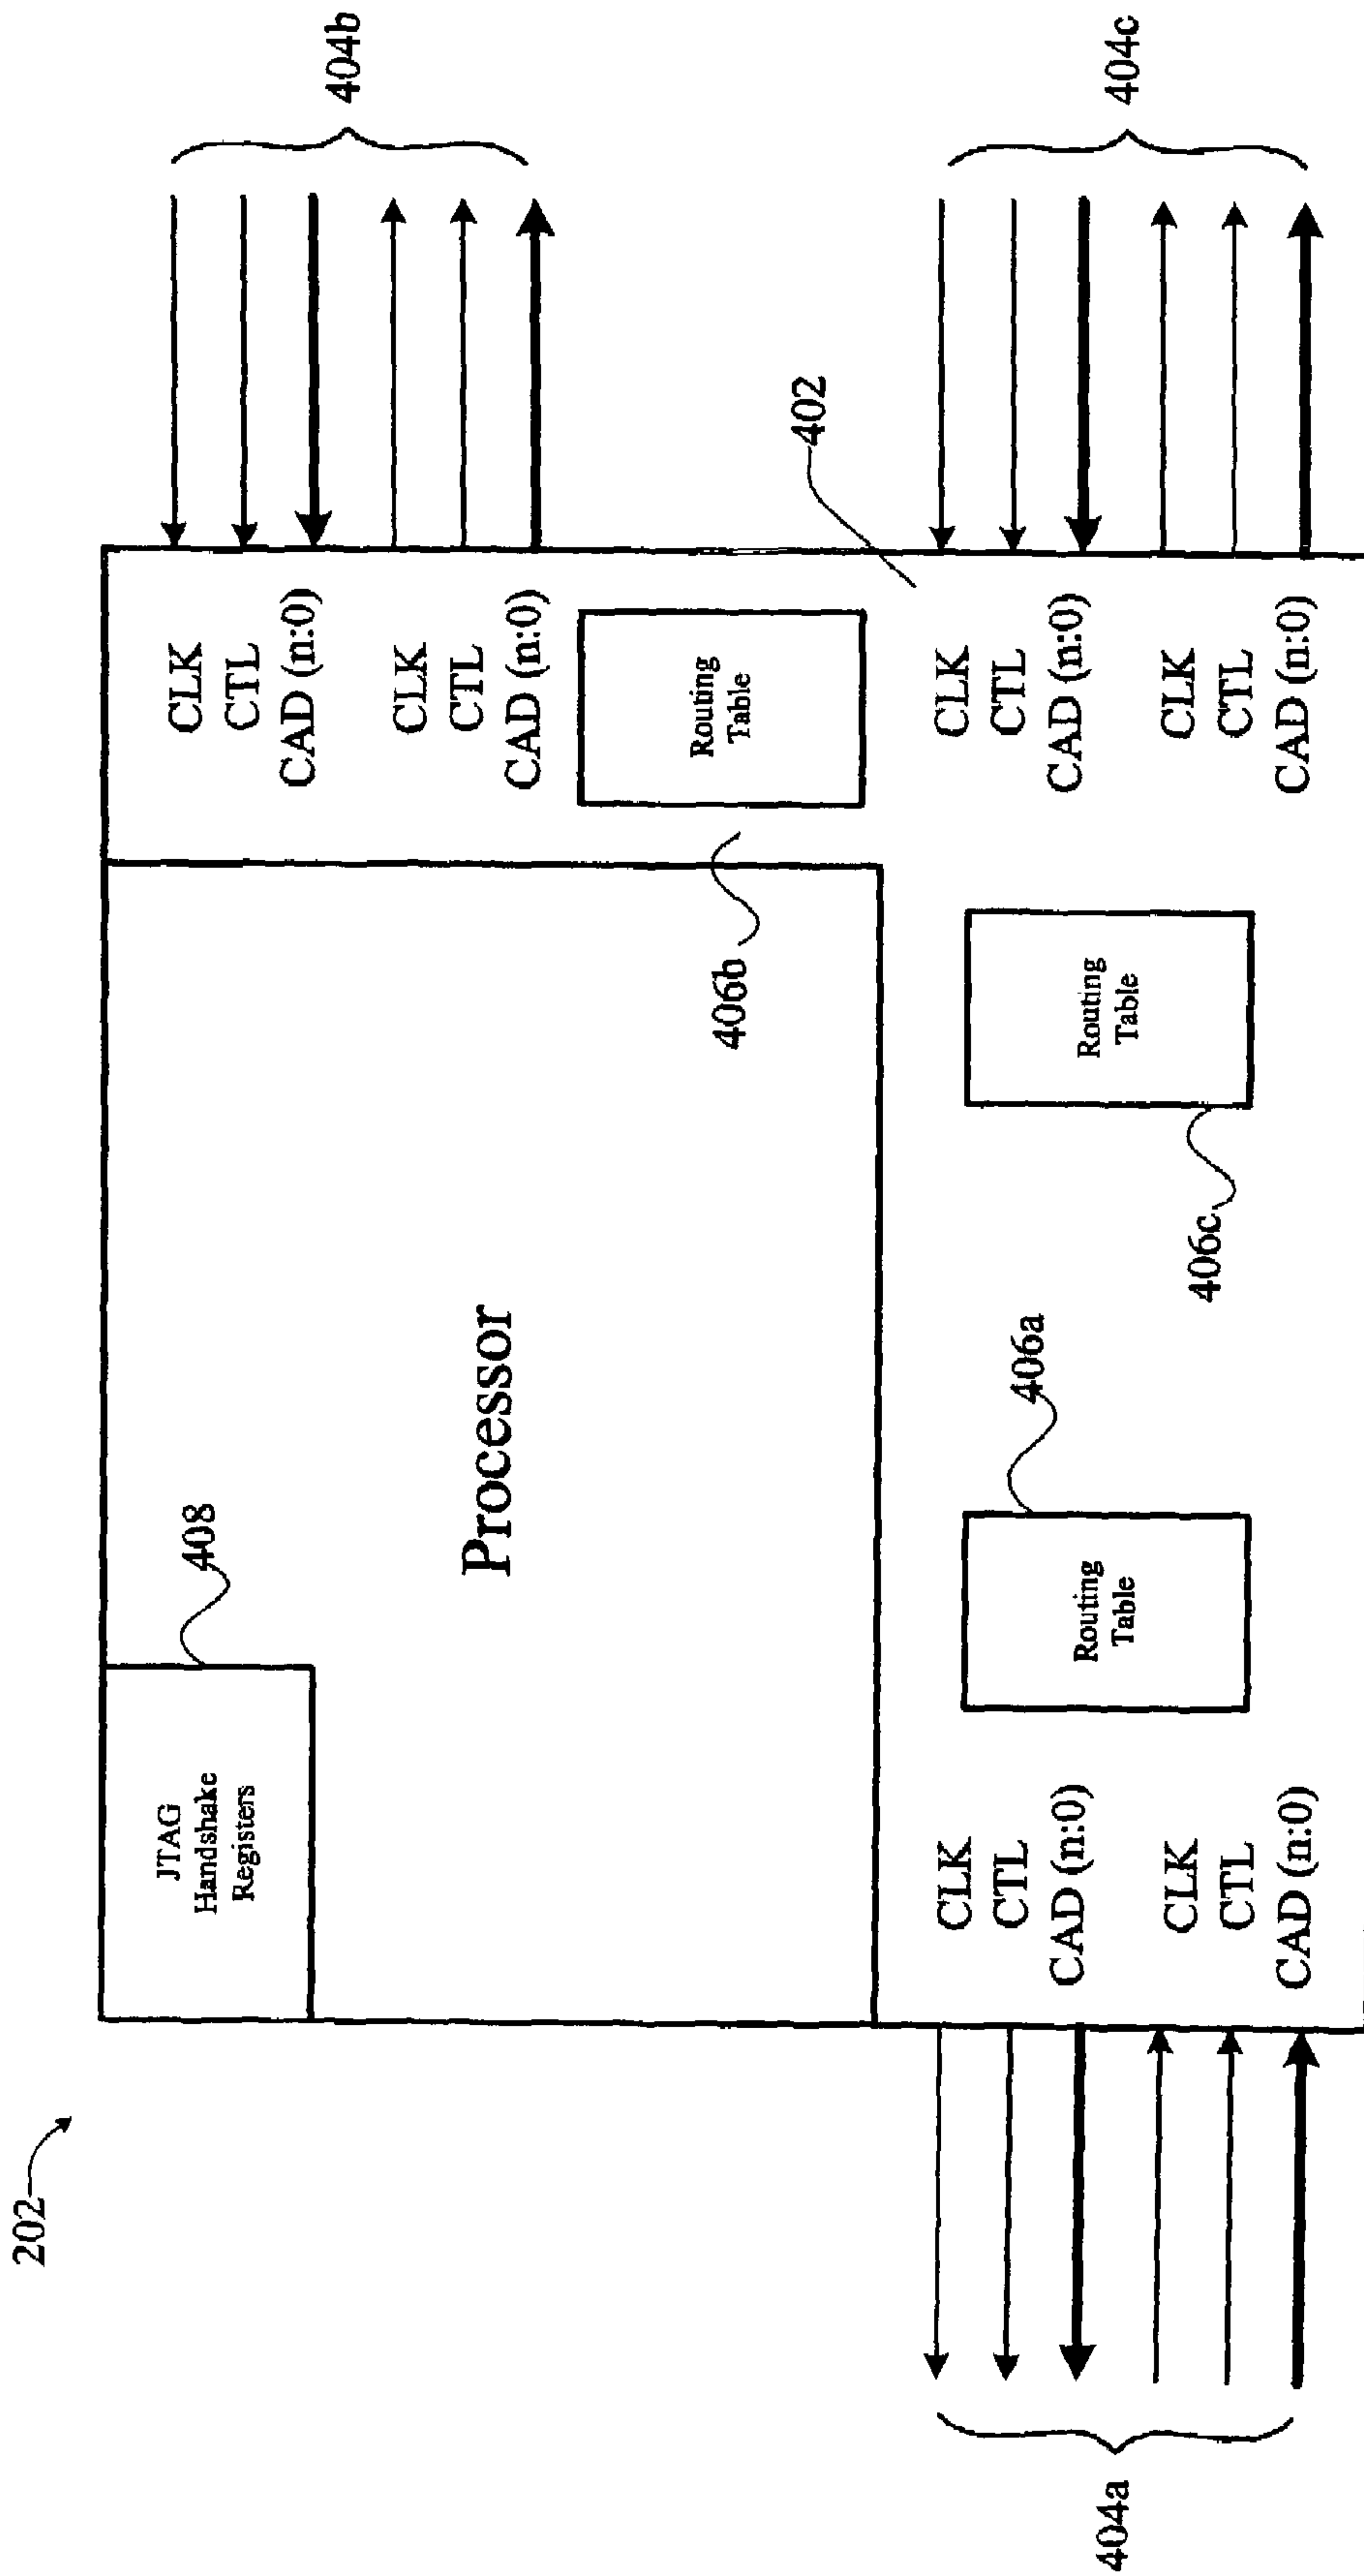 202
JTAG
Handshake
Registers
408
Processor
CLK
CTL
CAD (n:0)
CLK
CTL
CAD (n:0)
404b
Routing
Table
406b
402
CLK
CTL
CAD (n:0)
CLK
CTL
CAD (n:0)
404a
Routing
Table
406a
Routing
Table
406c
CLK
CTL
CAD (n:0)
CLK
CTL
CAD (n:0)
404c